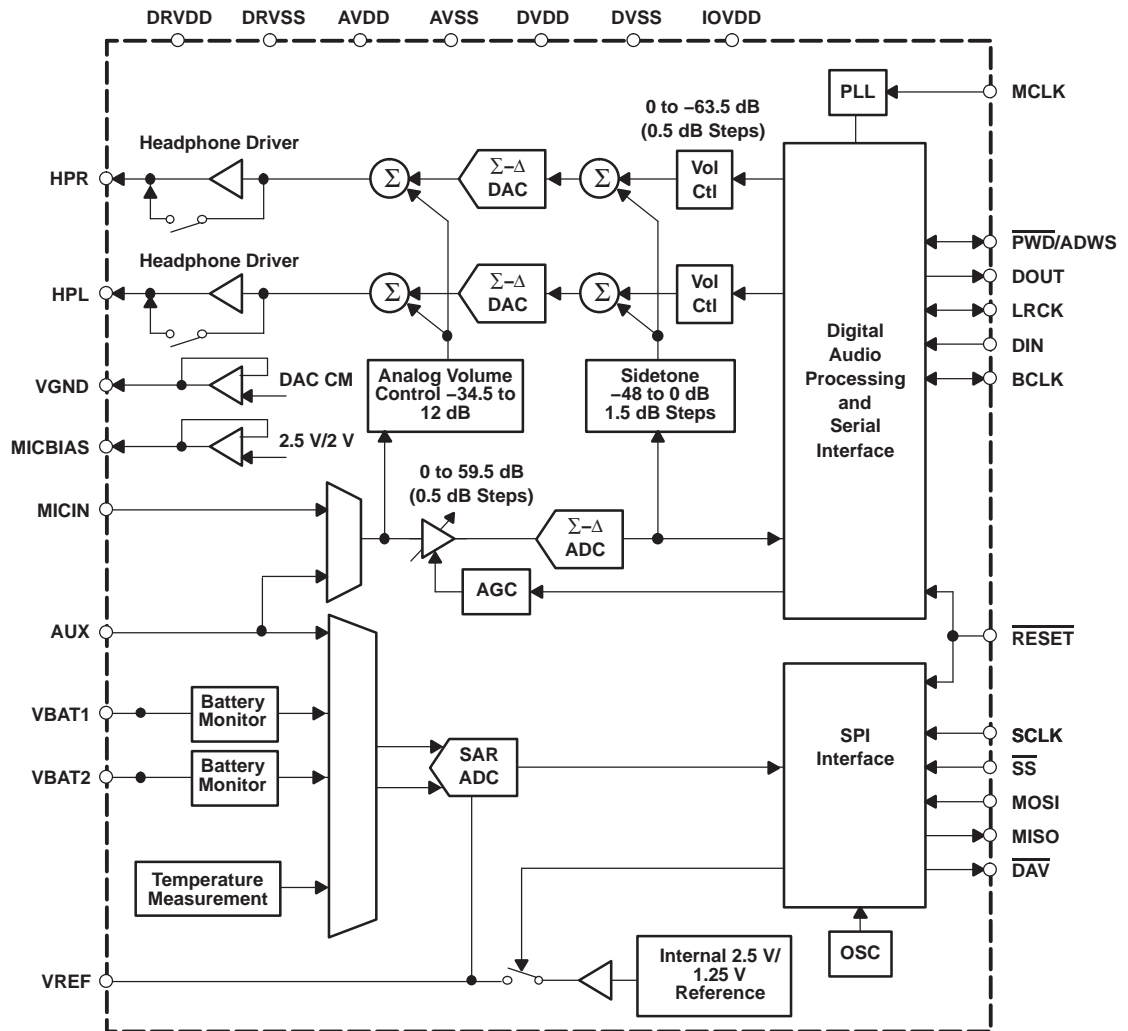 DRVDD DRVSS AVDD AVSS DVDD DVSS IOVDD
PLL
MCLK
0 to −63.5 dB
(0.5 dB Steps)
Headphone Driver
HPR
Σ
Σ−Δ
DAC
Σ
Vol
Ctl
PWD/ADWS
DOUT
LRCK
DIN
BCLK
Headphone Driver
HPL
Σ
Σ−Δ
DAC
Σ
Vol
Ctl
Digital
Audio
Processing
and
Serial
Interface
VGND
DAC CM
Analog Volume
Control −34.5 to
12 dB
Sidetone
−48 to 0 dB
1.5 dB Steps
MICBIAS
2.5 V/2 V
0 to 59.5 dB
(0.5 dB Steps)
MICIN
Σ−Δ
ADC
AGC
AUX
RESET
VBAT1
Battery
Monitor
VBAT2
Battery
Monitor
SAR
ADC
SPI
Interface
SCLK
SS
MOSI
MISO
DAV
Temperature
Measurement
OSC
VREF
Internal 2.5 V/
1.25 V
Reference